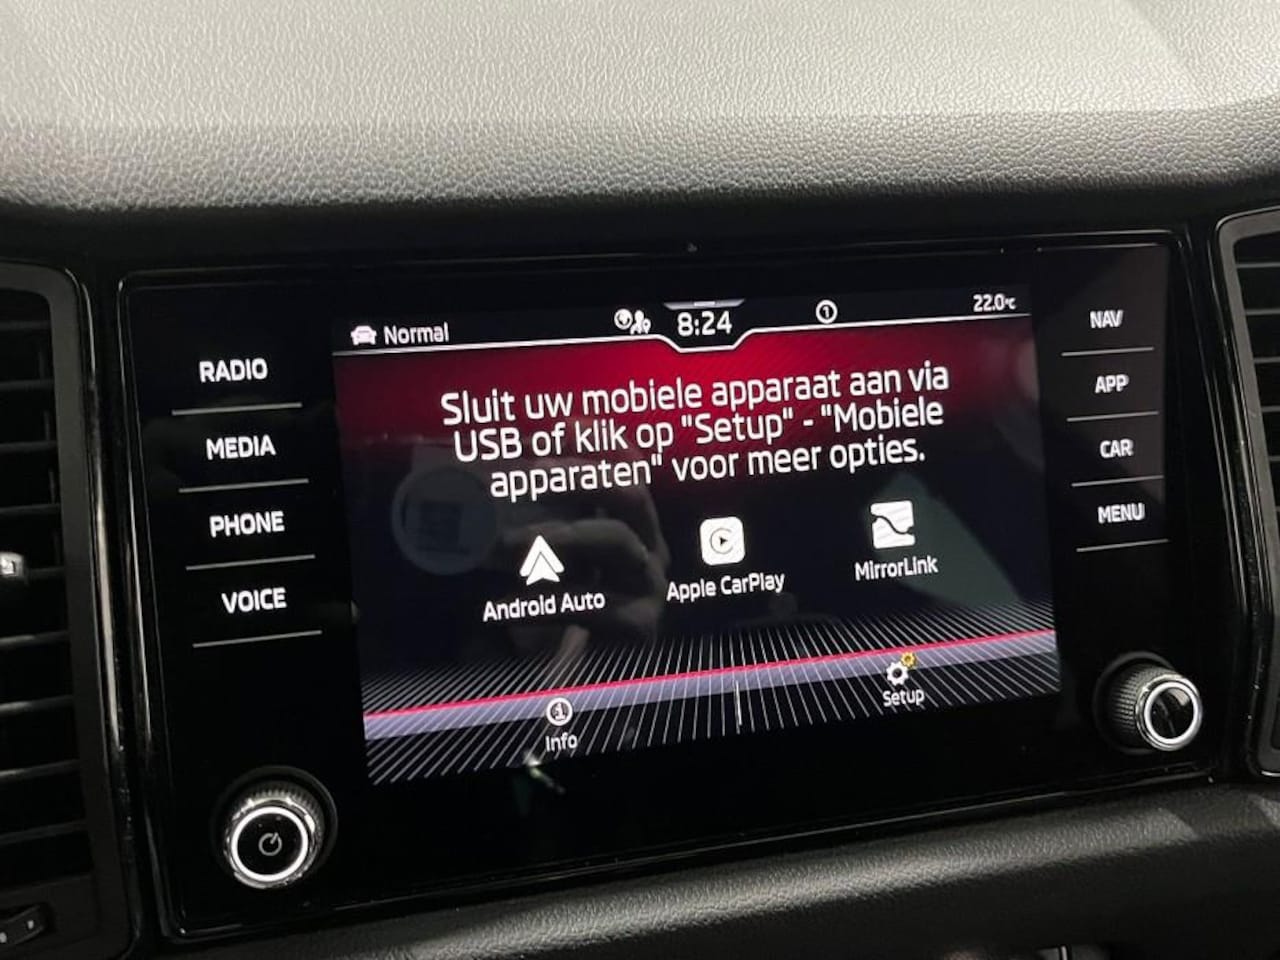 Normal
8:24
1
22.0°c
RADIO
MEDIA
PHONE
VOICE
Sluit uw mobiele apparaat aan via
USB of klik op "Setup" - "Mobiele
apparaten" voor meer opties.
Android Auto
Apple CarPlay
MirrorLink
Info
Setup
NAV
APP
CAR
MENU